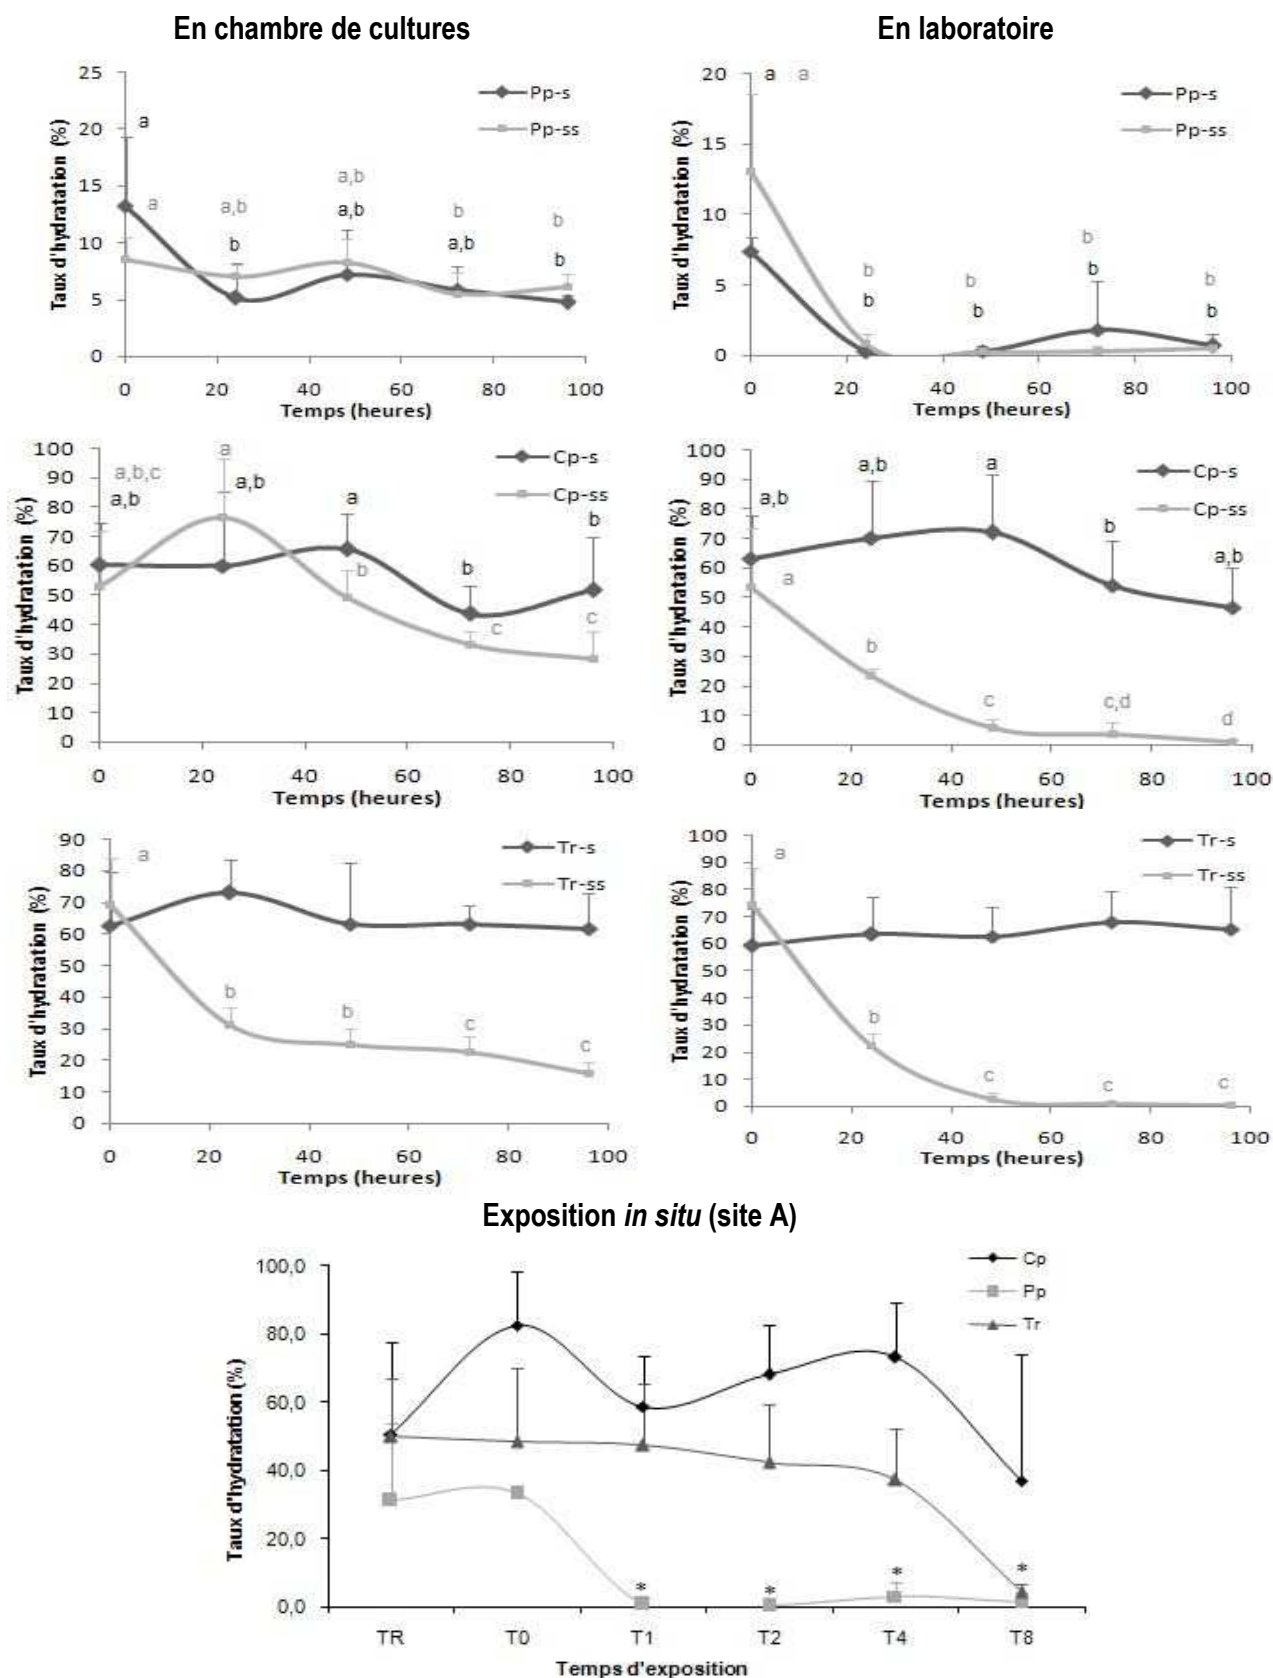 En chambre de cultures
En laboratoire
25
20
15
10
5
0
Taux d'hydratation (%)
a
a
a,b
b
a,b
a,b
b
a,b
b
b
Pp-s
Pp-ss
0 20 40 60 80 100
Temps (heures)
20
15
10
5
0
Taux d'hydratation (%)
a a
b
b
b
b
b
b
b
b
Pp-s
Pp-ss
0 20 40 60 80 100
Temps (heures)
100
90
80
70
60
50
40
30
20
10
0
Taux d'hydratation (%)
a,b,c
a,b
a
a,b
a
b
b
c
b
c
Cp-s
Cp-ss
0 20 40 60 80 100
Temps (heures)
100
90
80
70
60
50
40
30
20
10
0
Taux d'hydratation (%)
a,b
a,b
a
b
a,b
a
b
c
c,d
d
Cp-s
Cp-ss
0 20 40 60 80 100
Temps (heures)
90
80
70
60
50
40
30
20
10
0
Taux d'hydratation (%)
a
b
b
c
c
Tr-s
Tr-ss
0 20 40 60 80 100
Temps (heures)
100
90
80
70
60
50
40
30
20
10
0
Taux d'hydratation (%)
a
b
c
c
c
Tr-s
Tr-ss
0 20 40 60 80 100
Temps (heures)
Exposition in situ (site A)
100,0
80,0
60,0
40,0
20,0
0,0
Taux d'hydratation (%)
Cp
Pp
Tr
* * * *
TR T0 T1 T2 T4 T8
Temps d'exposition